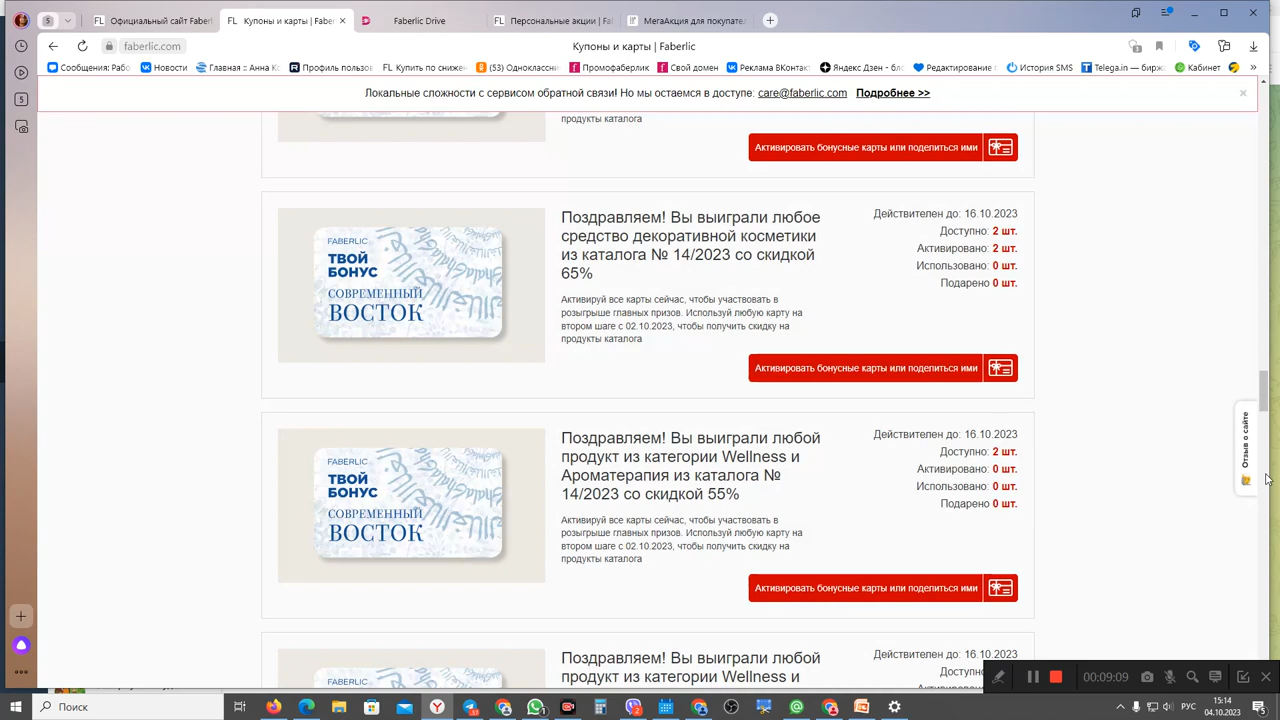 5
FL Официальный сайт Faberl
FL Купоны и карты | Faberl
Faberlic Drive
FL Персональные акции | Fa
МегаАкция для покупател
faberlic.com
Купоны и карты | Faberlic
Сообщения: Рабо
Новости
Главная :: Анна Ко
Профиль пользов
FL Купить по сниже
(53) Одноклассни
Промофаберлик
Свой домен
Реклама ВКонтак
Яндекс Дзен - бло
Редактирование
История SMS
Telega.in — бирж
Кабинет
5
Локальные сложности с сервисом обратной связи! Но мы остаемся в доступе: care@faberlic.com Подробнее >>
продукты каталога
Активировать бонусные карты или поделиться ими
FABERLIC
ТВОЙ
БОНУС
СОВРЕМЕННЫЙ
ВОСТОК
Поздравляем! Вы выиграли любое
средство декоративной косметики
из каталога № 14/2023 со скидкой
65%
Активируй все карты сейчас, чтобы участвовать в
розыгрыше главных призов. Используй любую карту на
втором шаге с 02.10.2023, чтобы получить скидку на
продукты каталога
Действителен до: 16.10.2023
Доступно: 2 шт.
Активировано: 2 шт.
Использовано: 0 шт.
Подарено 0 шт.
Активировать бонусные карты или поделиться ими
FABERLIC
ТВОЙ
БОНУС
СОВРЕМЕННЫЙ
ВОСТОК
Поздравляем! Вы выиграли любой
продукт из категории Wellness и
Ароматерапия из каталога №
14/2023 со скидкой 55%
Активируй все карты сейчас, чтобы участвовать в
розыгрыше главных призов. Используй любую карту на
втором шаге с 02.10.2023, чтобы получить скидку на
продукты каталога
Действителен до: 16.10.2023
Доступно: 2 шт.
Активировано: 0 шт.
Использовано: 0 шт.
Подарено 0 шт.
Активировать бонусные карты или поделиться ими
Отзыв о сайте
FABERLIC
Поздравляем! Вы выиграли любой
продукт из категории Wellness и
Действителен до: 16.10.2023
00:09:09
Поиск
РУС
15:14
04.10.2023